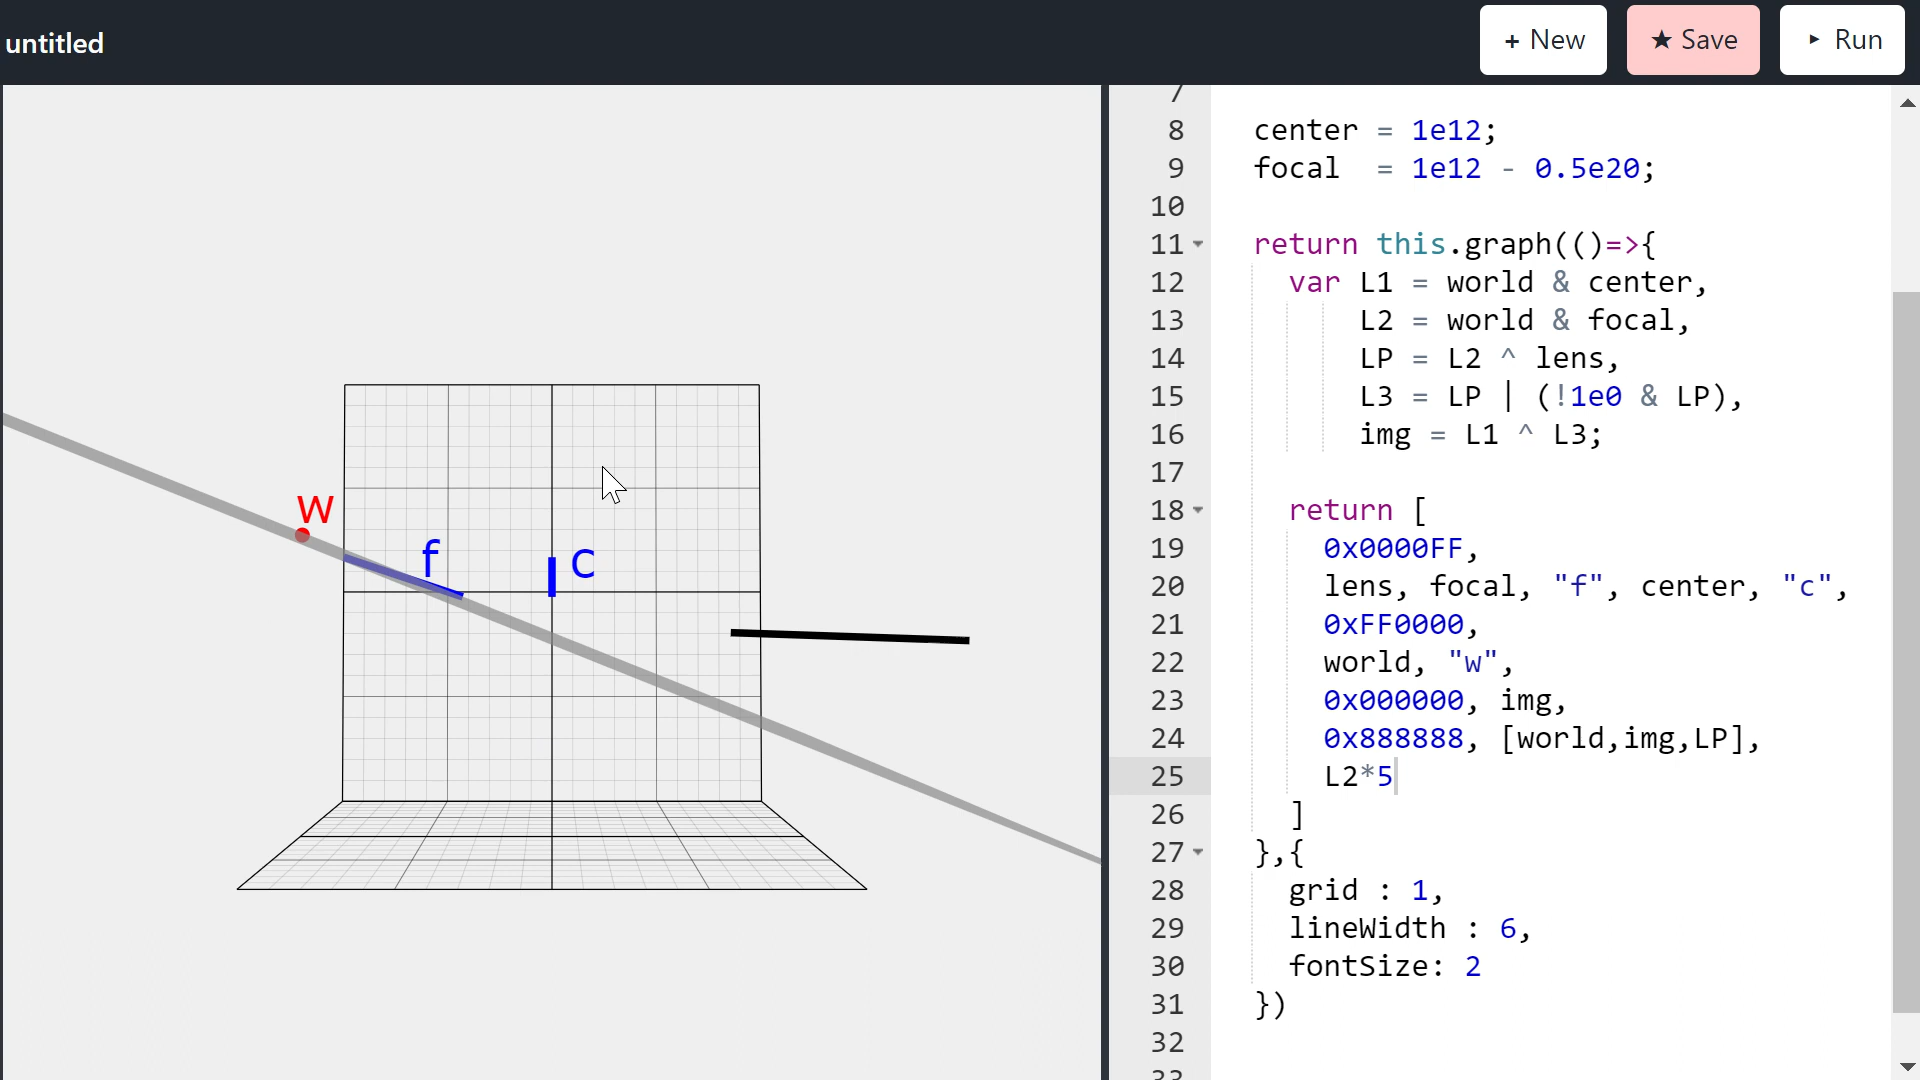 untitled
+ New
★ Save
▸ Run
w
f
c
7
8 center = 1e12;
9 focal  = 1e12 - 0.5e20;
10
11 return this.graph(()=>{
12   var L1 = world & center,
13       L2 = world & focal,
14       LP = L2 ^ lens,
15       L3 = LP | (!1e0 & LP),
16       img = L1 ^ L3;
17
18   return [
19     0x0000FF,
20     lens, focal, "f", center, "c",
21     0xFF0000,
22     world, "w",
23     0x000000, img,
24     0x888888, [world,img,LP],
25     L2*5
26   ]
27 },{
28   grid : 1,
29   lineWidth : 6,
30   fontSize: 2
31 })
32
33